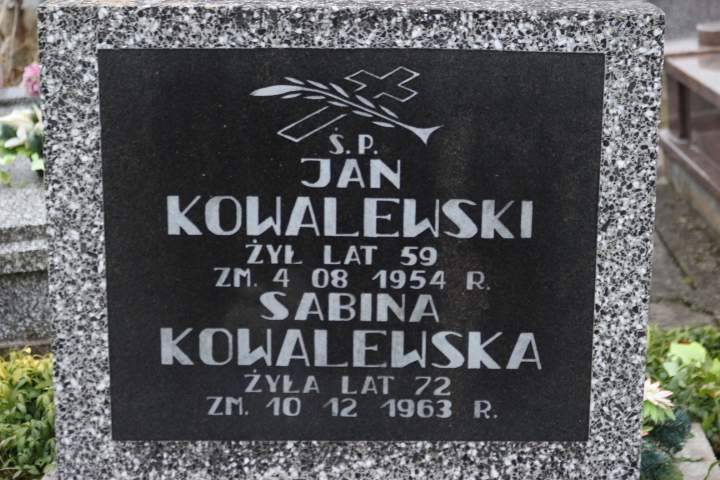 Ś. P.
JAN
KOWALEWSKI
ŻYŁ LAT 59
ZM. 4 08 1954 R.
SABINA
KOWALEWSKA
ŻYŁA LAT 72
ZM. 10 12 1963 R.